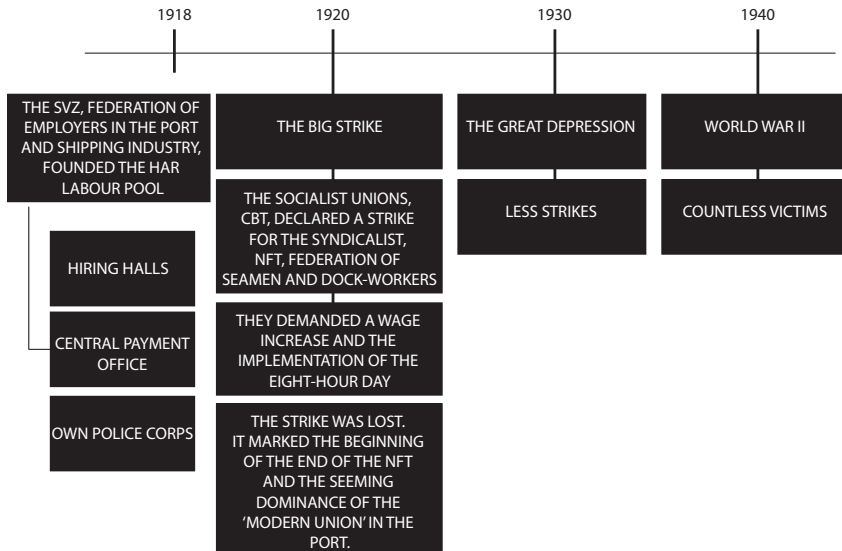 1918
1920
1930
1940
THE SVZ, FEDERATION OF
EMPLOYERS IN THE PORT
AND SHIPPING INDUSTRY,
FOUNDED THE HAR
LABOUR POOL
HIRING HALLS
CENTRAL PAYMENT
OFFICE
OWN POLICE CORPS
THE BIG STRIKE
THE SOCIALIST UNIONS,
CBT, DECLARED A STRIKE
FOR THE SYNDICALIST,
NFT, FEDERATION OF
SEAMEN AND DOCK-WORKERS
THEY DEMANDED A WAGE
INCREASE AND THE
IMPLEMENTATION OF THE
EIGHT-HOUR DAY
THE STRIKE WAS LOST.
IT MARKED THE BEGINNING
OF THE END OF THE NFT
AND THE SEEMING
DOMINANCE OF THE
‘MODERN UNION’ IN THE
PORT.
THE GREAT DEPRESSION
LESS STRIKES
WORLD WAR II
COUNTLESS VICTIMS